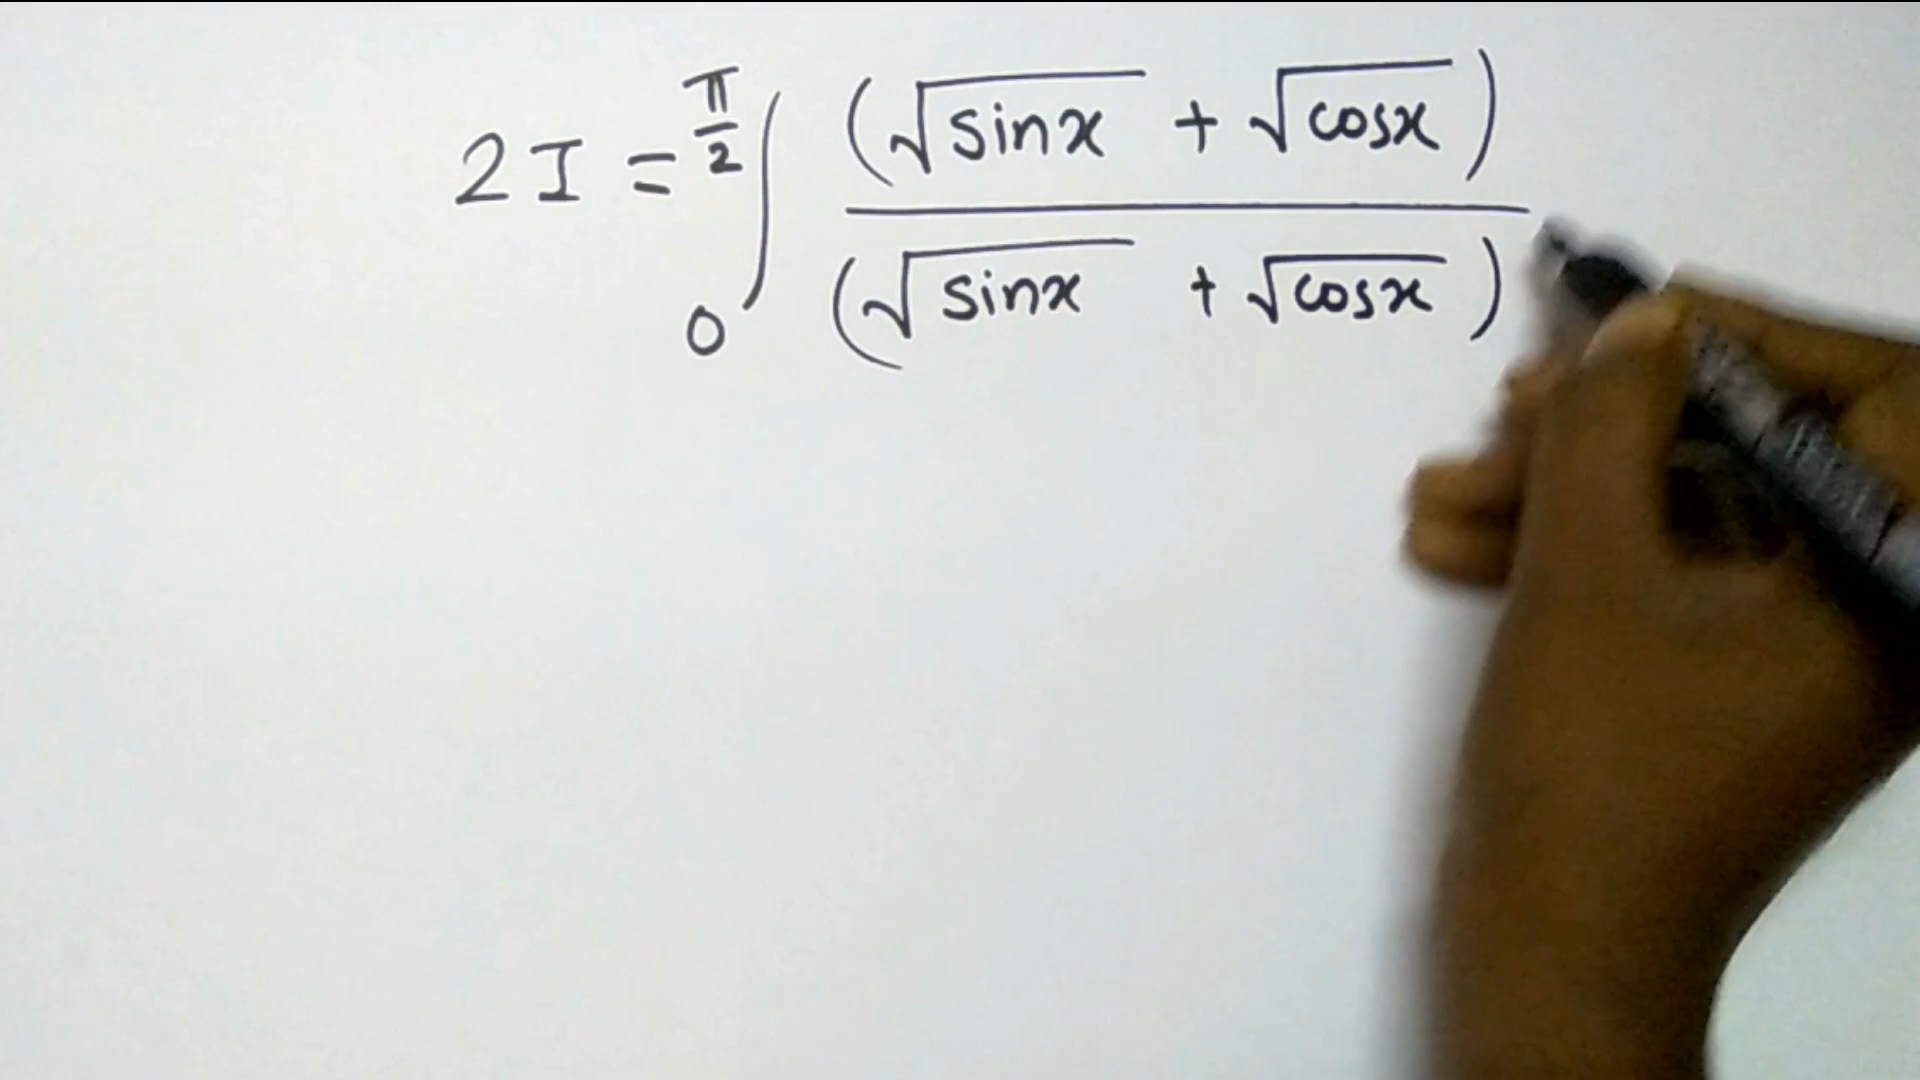 2I = ∫₀^(π/2) (√sinx + √cosx) / (√sinx + √cosx)